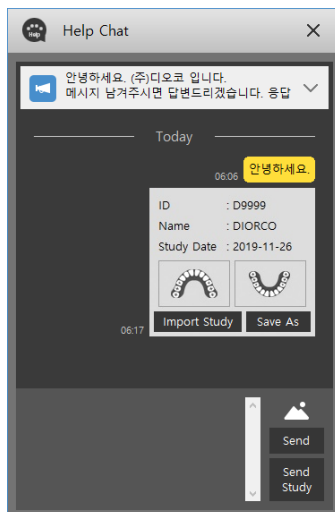 Help
Help Chat
안녕하세요. (주)디오코 입니다.
메시지 남겨주시면 답변드리겠습니다. 응답
Today
06:06 안녕하세요.
ID : D9999
Name : DIORCO
Study Date : 2019-11-26
Import Study Save As
06:17
Send
Send
Study